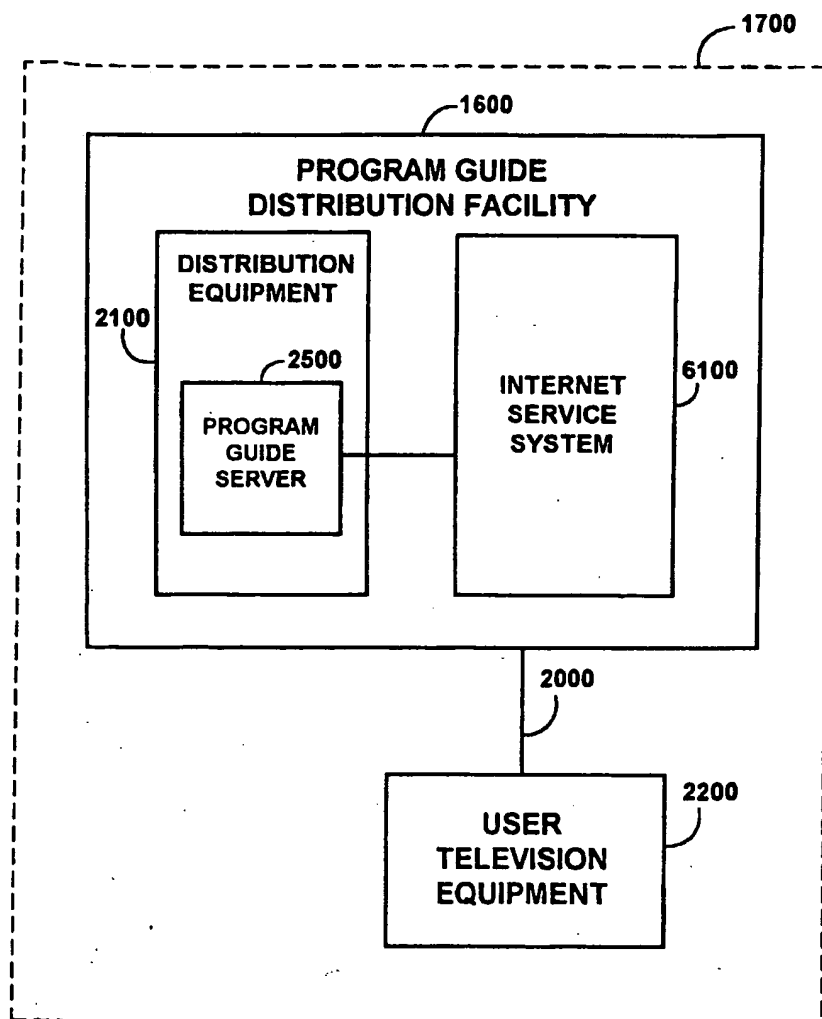 1700
1600
PROGRAM GUIDE
DISTRIBUTION FACILITY
DISTRIBUTION
EQUIPMENT
2100
2500
PROGRAM
GUIDE
SERVER
INTERNET
SERVICE
SYSTEM
6100
2000
2200
USER
TELEVISION
EQUIPMENT